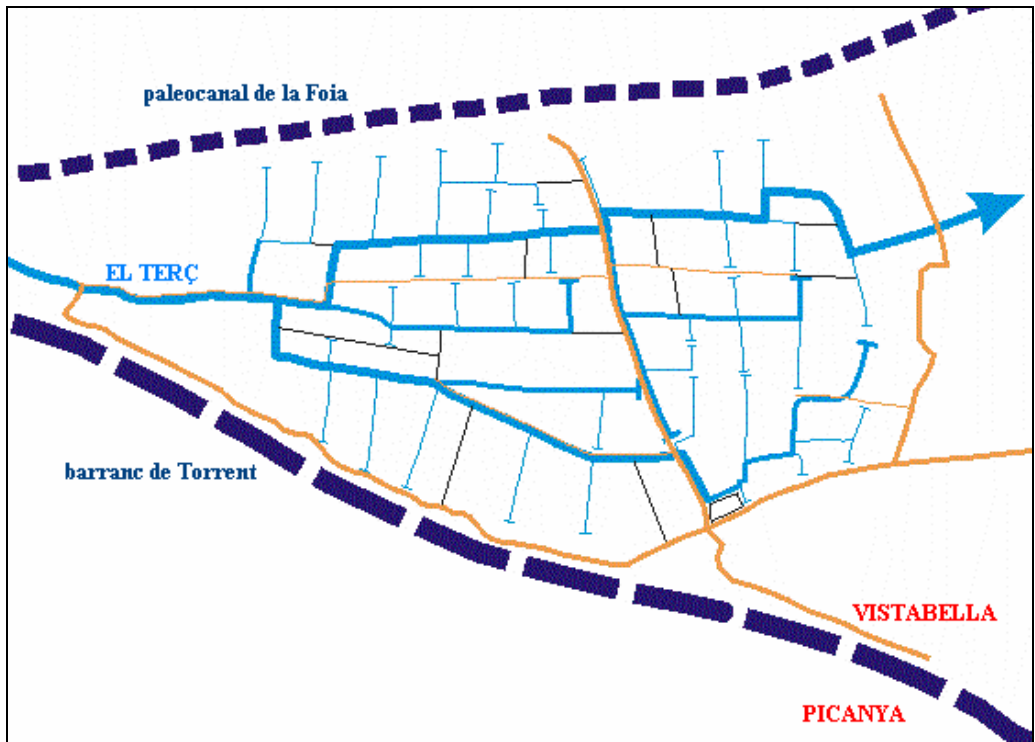 paleocanal de la Foia
EL TERÇ
barranc de Torrent
VISTABELLA
PICANYA